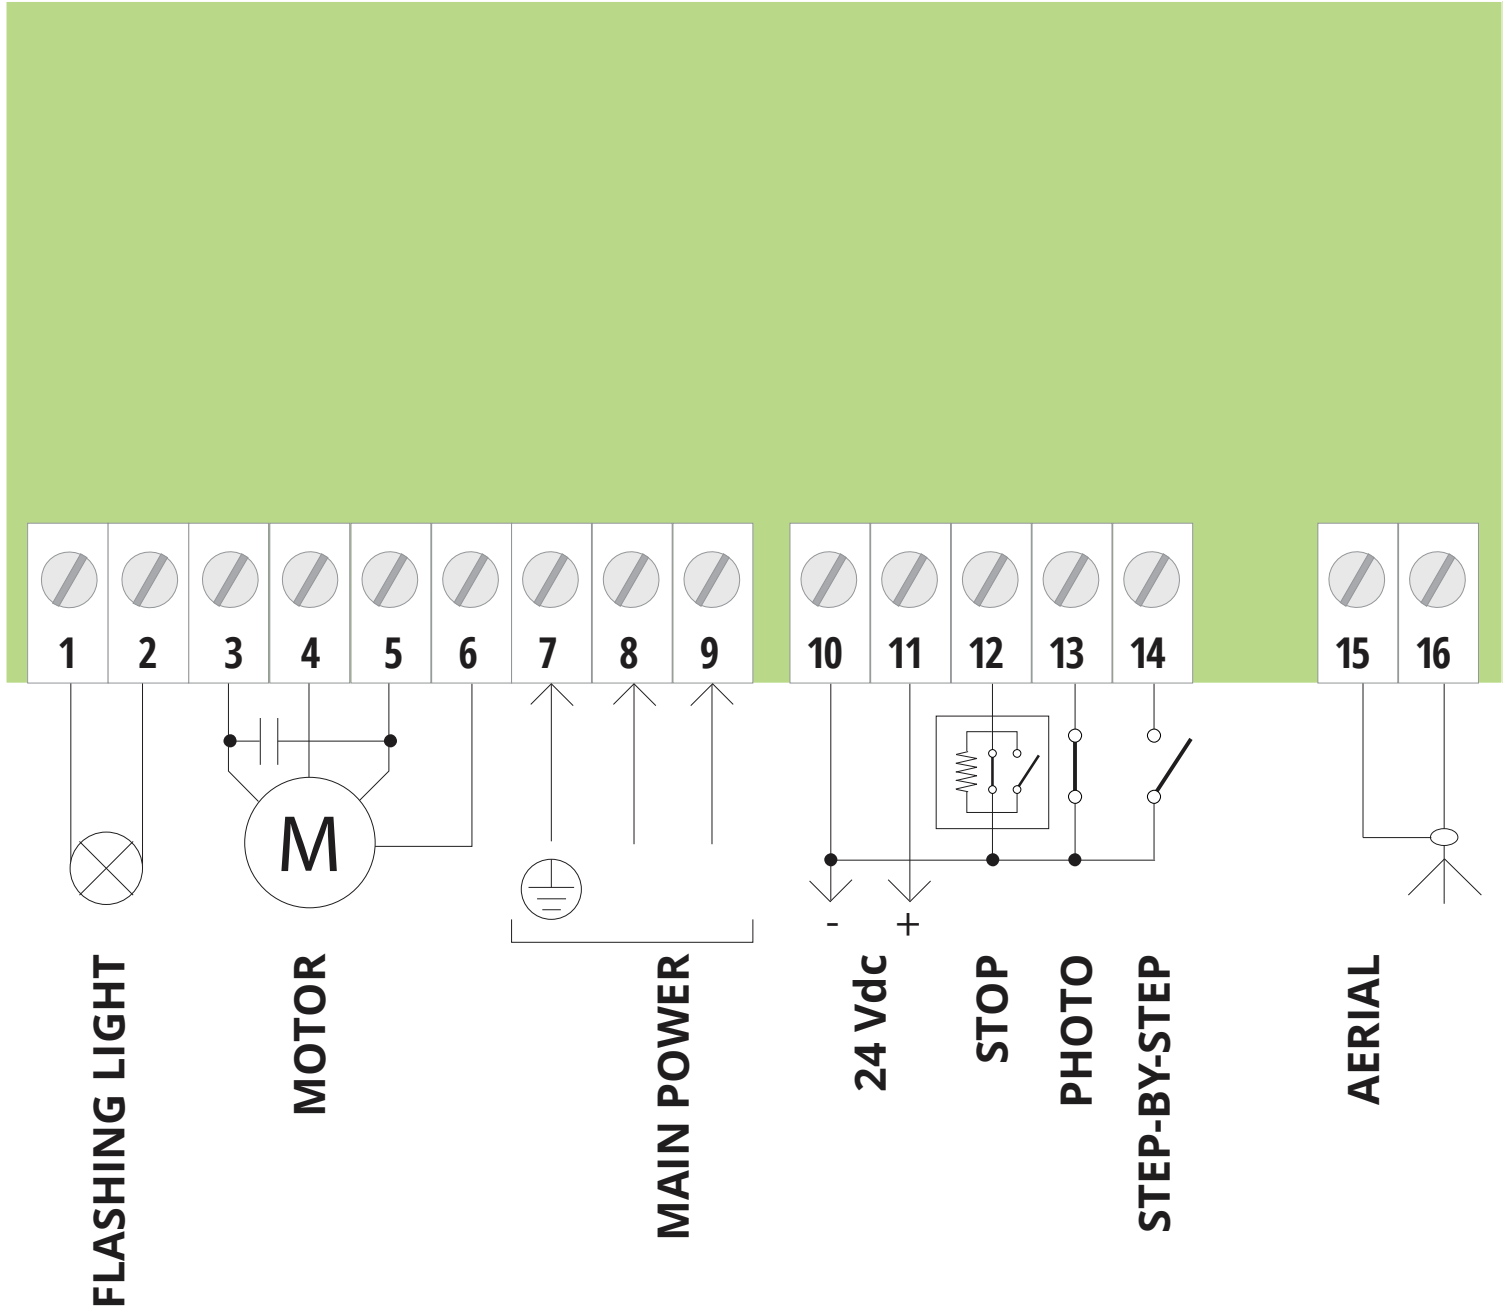 1 2 3 4 5 6 7 8 9 10 11 12 13 14 15 16
M
- +
FLASHING LIGHT
MOTOR
MAIN POWER
24 Vdc
STOP
PHOTO
STEP-BY-STEP
AERIAL